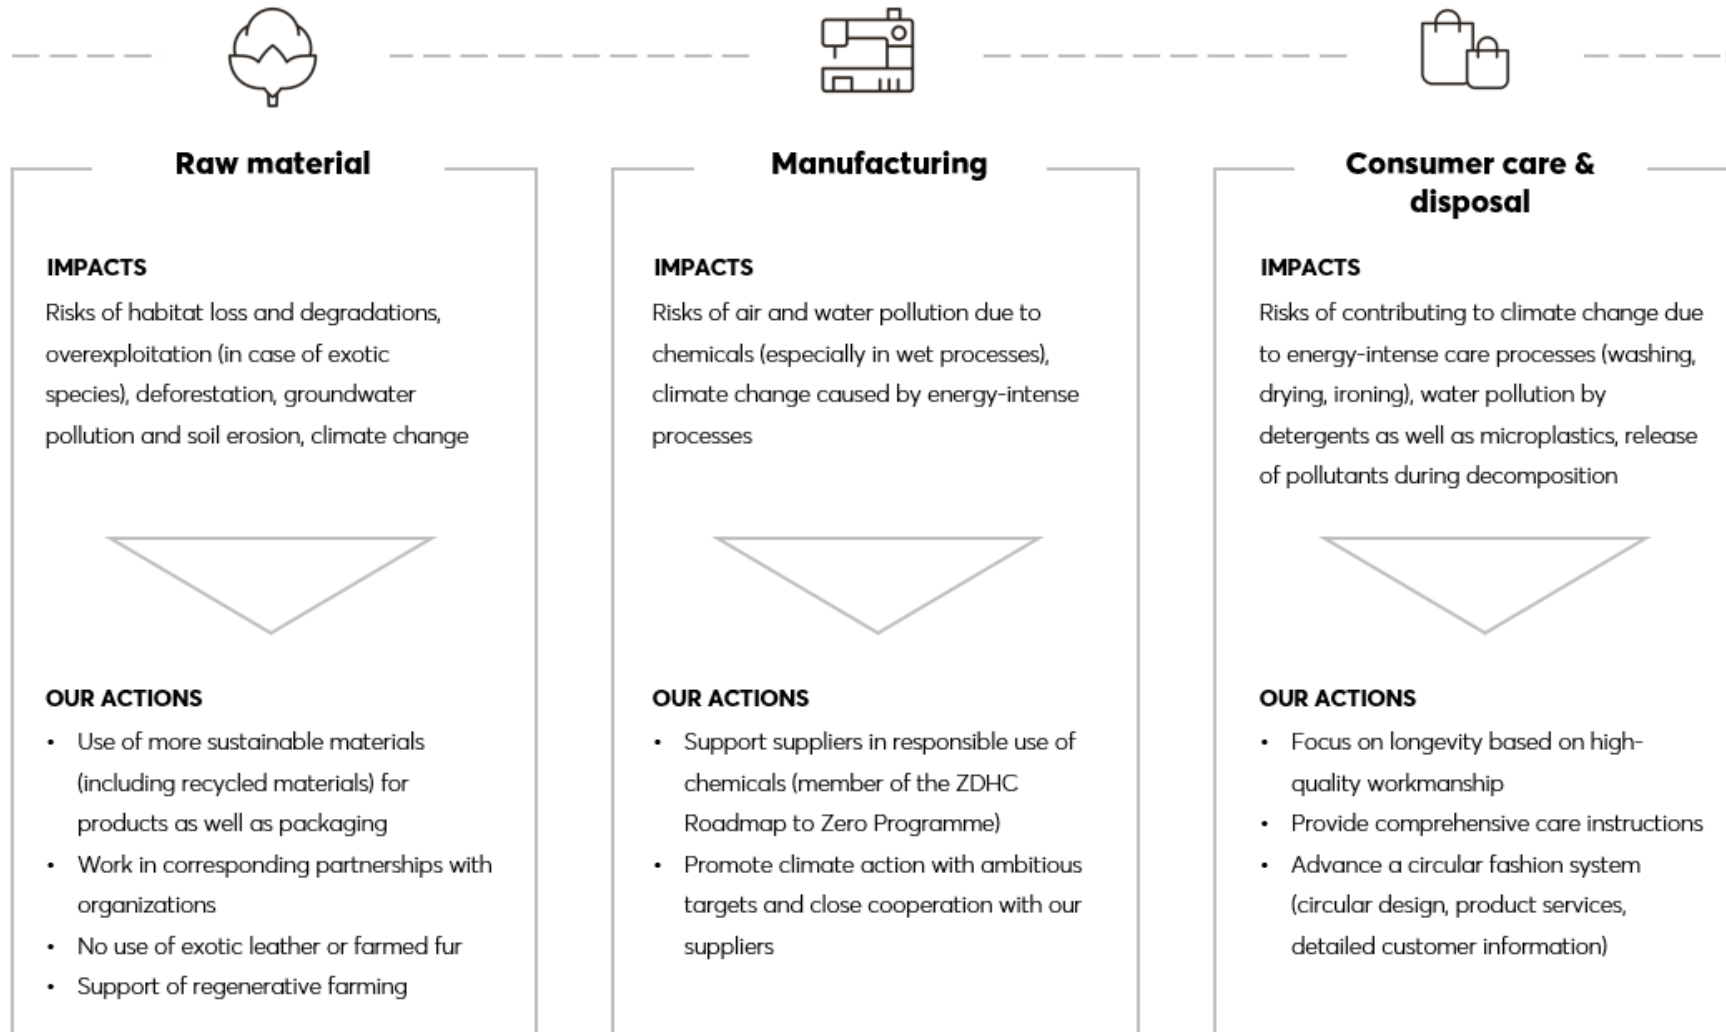 Raw material
IMPACTS
Risks of habitat loss and degradations,
overexploitation (in case of exotic
species), deforestation, groundwater
pollution and soil erosion, climate change
OUR ACTIONS
• Use of more sustainable materials
(including recycled materials) for
products as well as packaging
• Work in corresponding partnerships with
organizations
• No use of exotic leather or farmed fur
• Support of regenerative farming
Manufacturing
IMPACTS
Risks of air and water pollution due to
chemicals (especially in wet processes),
climate change caused by energy-intense
processes
OUR ACTIONS
• Support suppliers in responsible use of
chemicals (member of the ZDHC
Roadmap to Zero Programme)
• Promote climate action with ambitious
targets and close cooperation with our
suppliers
Consumer care &
disposal
IMPACTS
Risks of contributing to climate change due
to energy-intense care processes (washing,
drying, ironing), water pollution by
detergents as well as microplastics, release
of pollutants during decomposition
OUR ACTIONS
• Focus on longevity based on high-
quality workmanship
• Provide comprehensive care instructions
• Advance a circular fashion system
(circular design, product services,
detailed customer information)